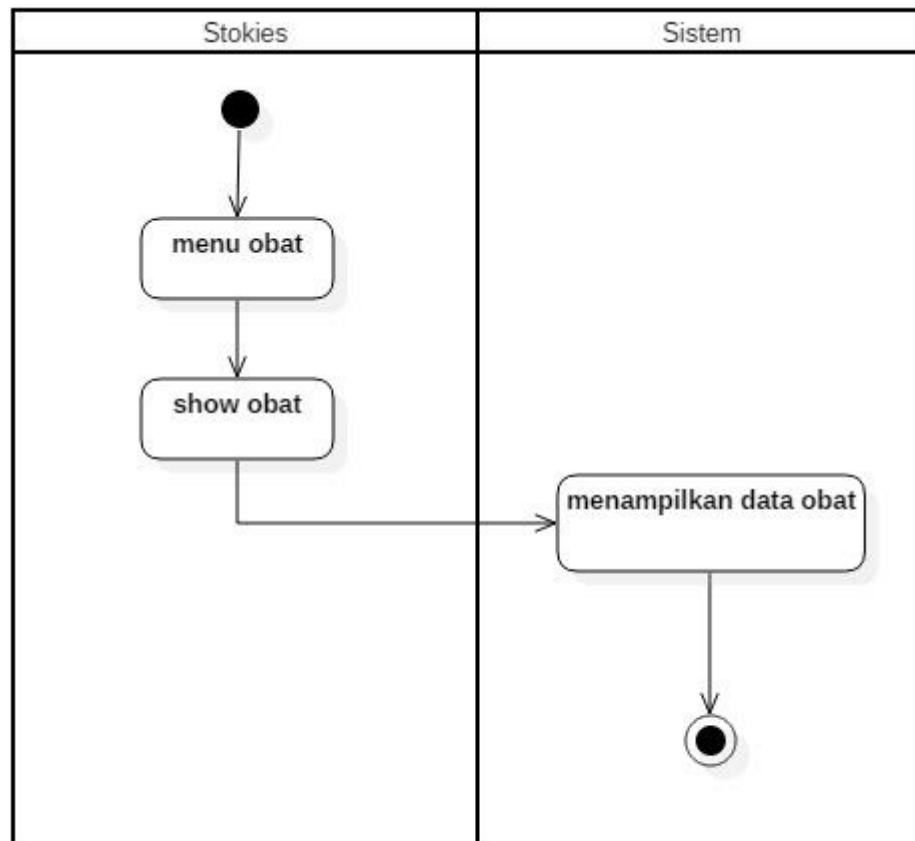 Stokies
Sistem
menu obat
show obat
menampilkan data obat